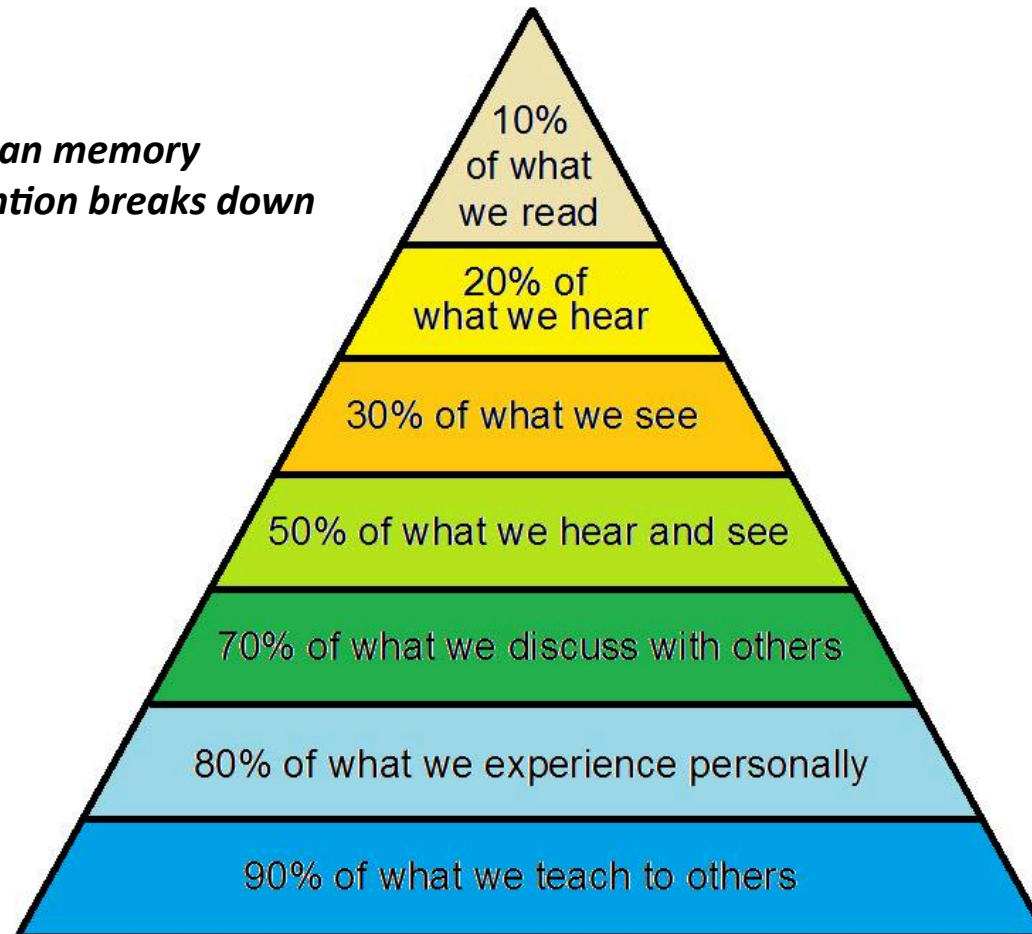 an memory
ntion breaks down
10%
of what
we read
20% of
what we hear
30% of what we see
50% of what we hear and see
70% of what we discuss with others
80% of what we experience personally
90% of what we teach to others